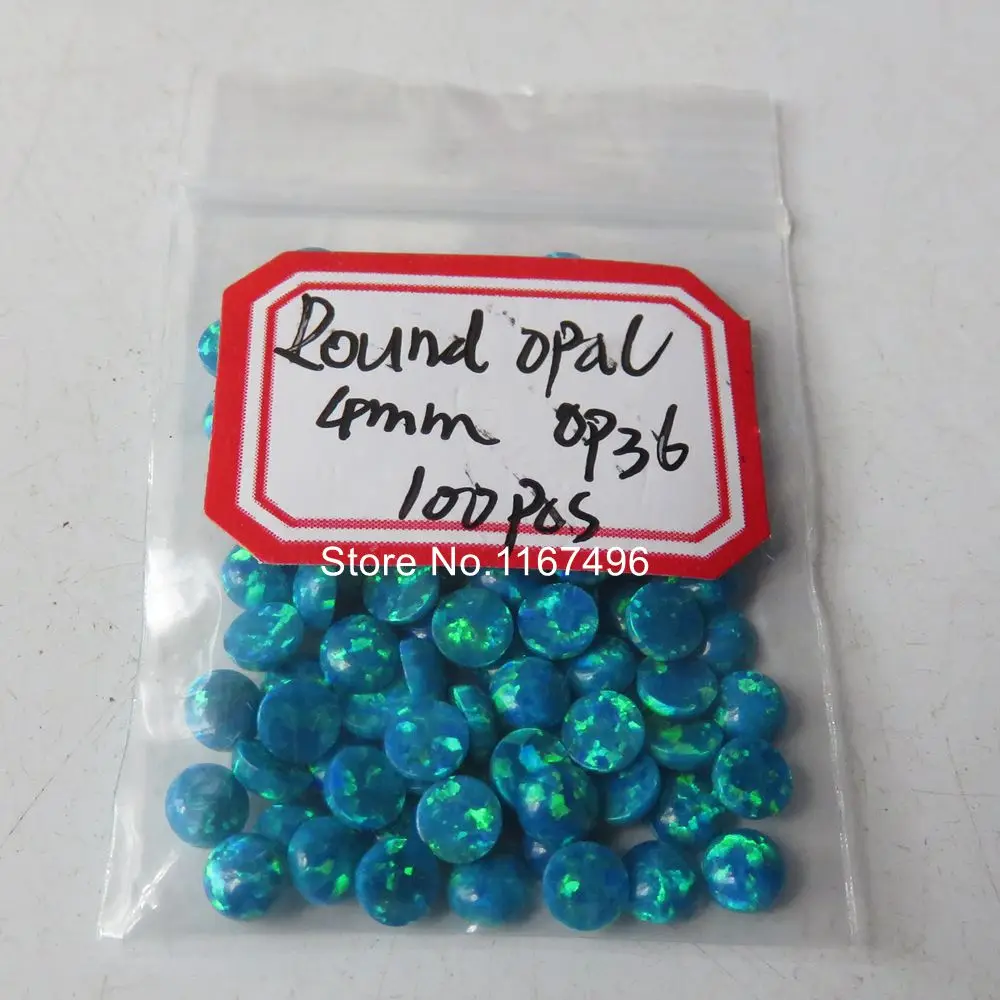 Round opal
4mm OP36
100pcs
Store No 1167496